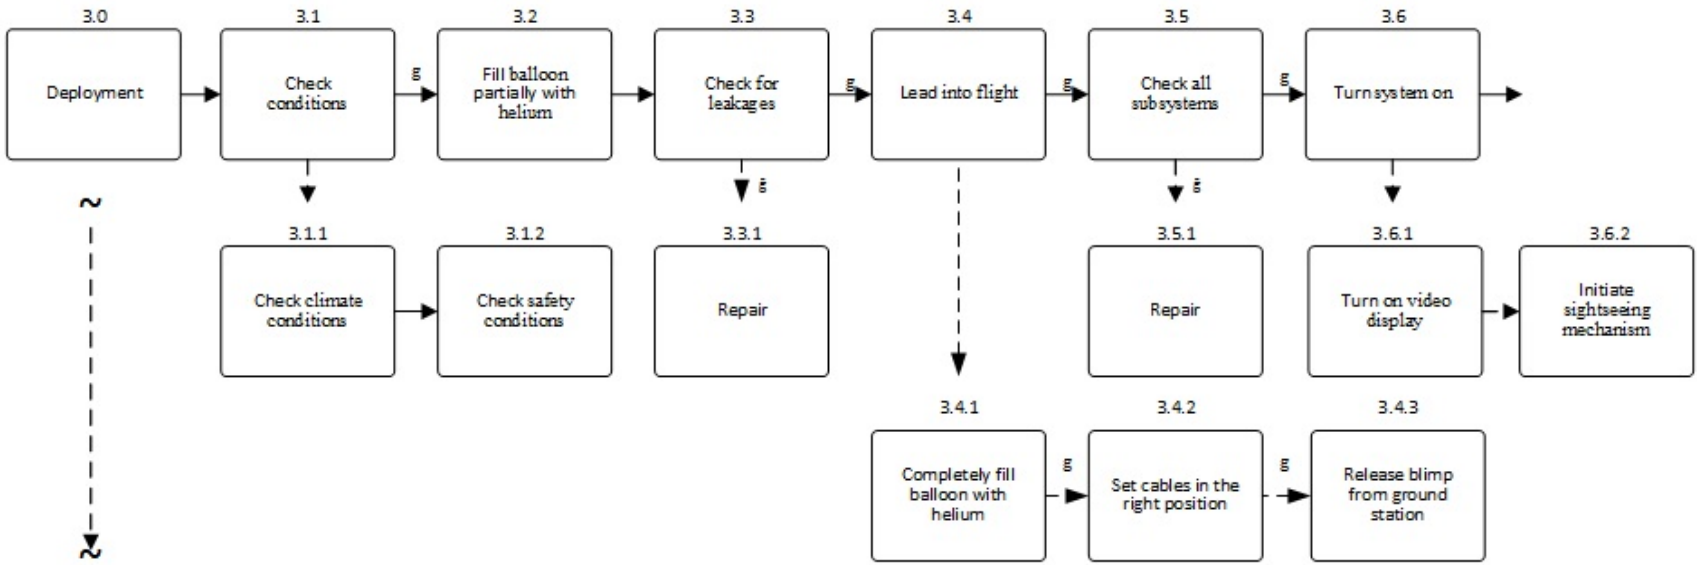 3.0
3.1
3.2
3.3
3.4
3.5
3.6
Deployment
Check
conditions
g
Fill balloon
partially with
helium
Check for
leakages
g
Lead into flight
g
Check all
subsystems
g
Turn system on
~
ḡ
ḡ
3.1.1
3.1.2
3.3.1
3.5.1
3.6.1
3.6.2
Check climate
conditions
Check safety
conditions
Repair
Repair
Turn on video
display
Initiate
sightseeing
mechanism
3.4.1
3.4.2
3.4.3
Completely fill
balloon with
helium
g
Set cables in the
right position
g
Release blimp
from ground
station
~